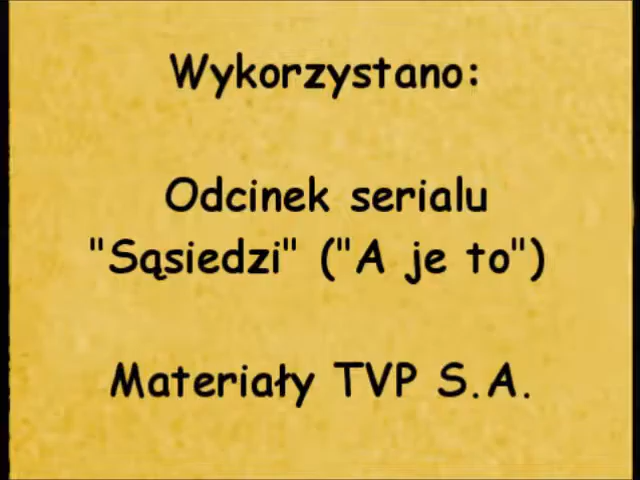 Wykorzystano:
Odcinek serialu
"Sąsiedzi" ("A je to")
Materiały TVP S.A.